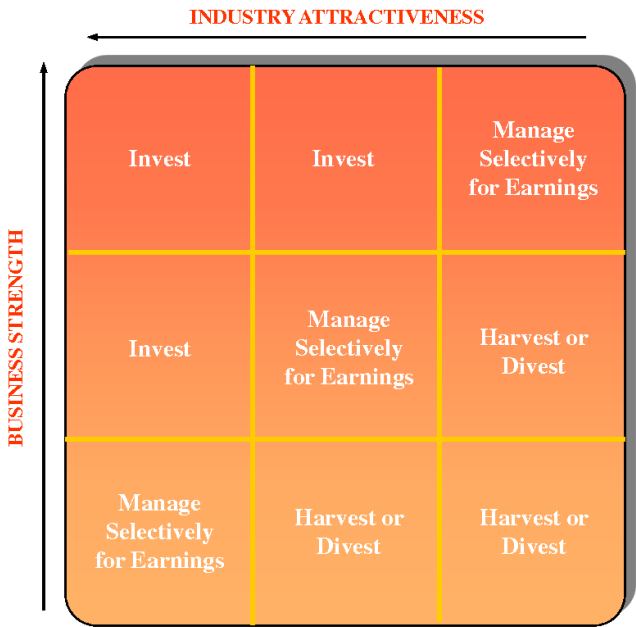 INDUSTRY ATTRACTIVENESS
BUSINESS STRENGTH
Invest
Invest
Manage
Selectively
for Earnings
Invest
Manage
Selectively
for Earnings
Harvest or
Divest
Manage
Selectively
for Earnings
Harvest or
Divest
Harvest or
Divest